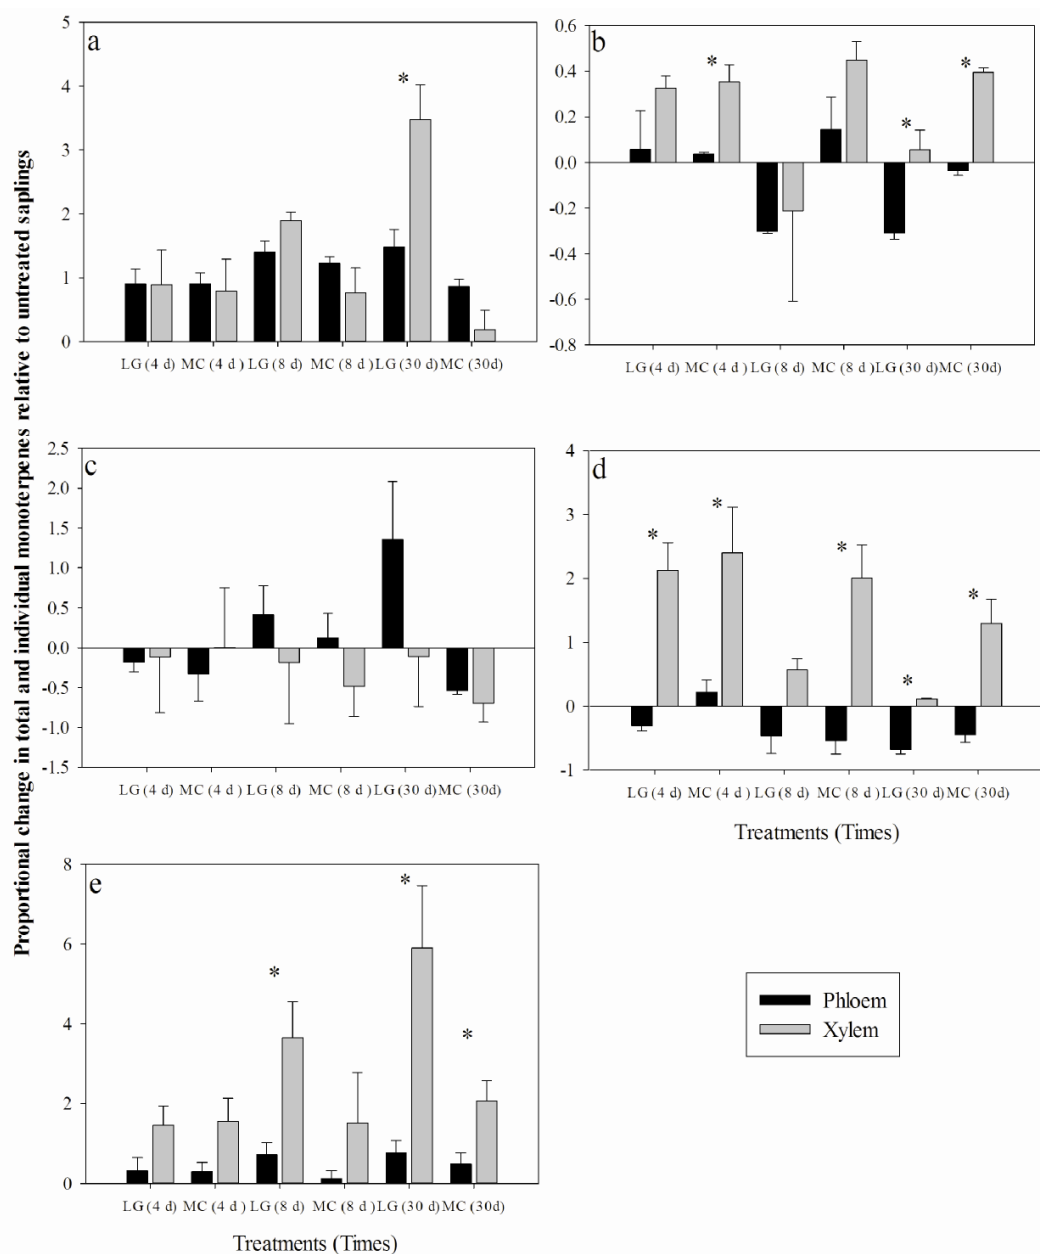 Proportional change in total and individual monoterpenes relative to untreated saplings
a
5
4
3
2
1
0
*
LG (4 d) MC (4 d) LG (8 d) MC (8 d) LG (30 d) MC (30d)
b
0.6
0.4
0.2
0.0
-0.2
-0.4
-0.6
-0.8
* * *
LG (4 d) MC (4 d) LG (8 d) MC (8 d) LG (30 d) MC (30d)
c
2.5
2.0
1.5
1.0
0.5
0.0
-0.5
-1.0
-1.5
LG (4 d) MC (4 d) LG (8 d) MC (8 d) LG (30 d) MC (30d)
d
4
3
2
1
0
-1
* * * * *
LG (4 d) MC (4 d) LG (8 d) MC (8 d) LG (30 d) MC (30d)
Treatments (Times)
e
8
6
4
2
0
* * *
LG (4 d) MC (4 d) LG (8 d) MC (8 d) LG (30 d) MC (30d)
Treatments (Times)
Phloem
Xylem